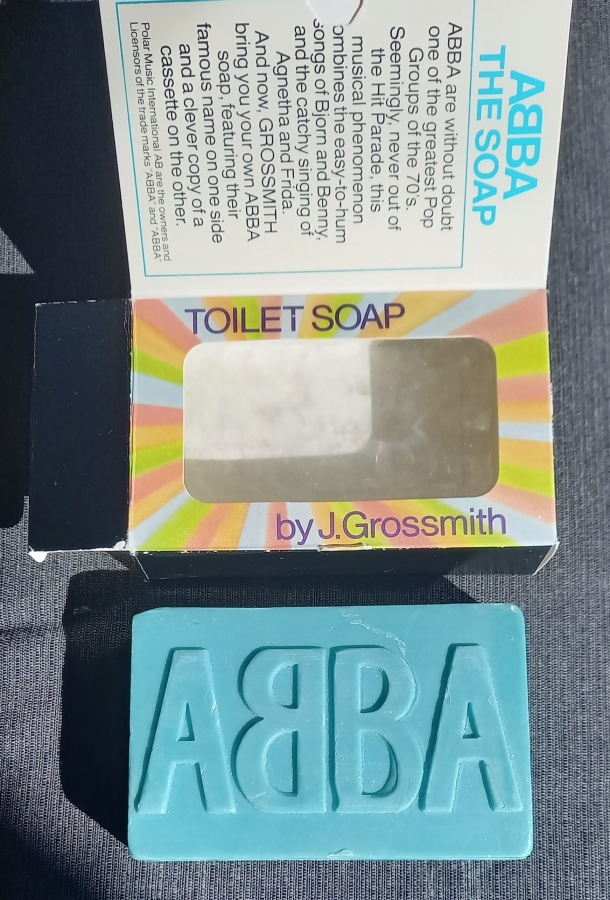 AᗺBA
THE SOAP
ABBA are without doubt
one of the greatest Pop
Groups of the 70's.
Seemingly, never out of
the Hit Parade, this
musical phenomenon
ombines the easy-to-hum
songs of Bjorn and Benny,
and the catchy singing of
Agnetha and Frida.
And now, GROSSMITH
bring you your own ABBA
soap, featuring their
famous name on one side
and a clever copy of a
cassette on the other.
Polar Music International AB are the owners and
Licensors of the trade marks "ABBA" and "AᗺBA"
TOILET SOAP
by J.Grossmith
AᗺBA